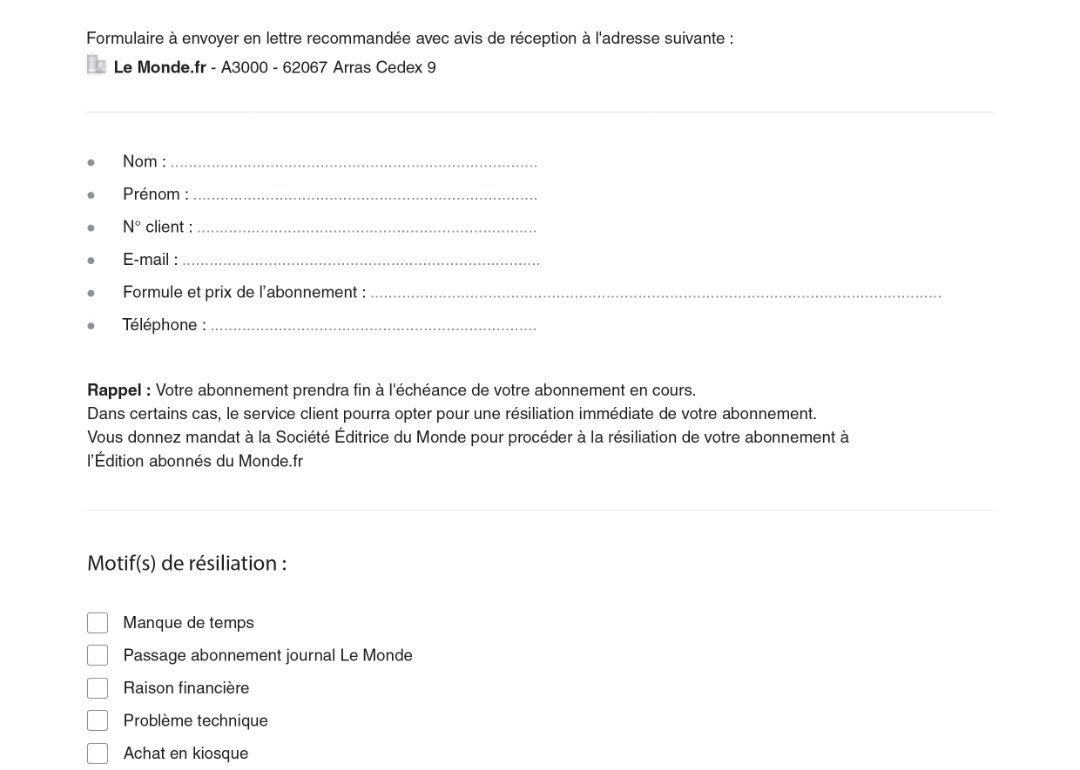 Formulaire à envoyer en lettre recommandée avec avis de réception à l'adresse suivante :
Le Monde.fr - A3000 - 62067 Arras Cedex 9
Nom : ................................................................................
Prénom : ...........................................................................
N° client : ..........................................................................
E-mail : ..............................................................................
Formule et prix de l’abonnement : .............................................................................................................................
Téléphone : .......................................................................
Rappel : Votre abonnement prendra fin à l'échéance de votre abonnement en cours.
Dans certains cas, le service client pourra opter pour une résiliation immédiate de votre abonnement.
Vous donnez mandat à la Société Éditrice du Monde pour procéder à la résiliation de votre abonnement à
l’Édition abonnés du Monde.fr
Motif(s) de résiliation :
Manque de temps
Passage abonnement journal Le Monde
Raison financière
Problème technique
Achat en kiosque